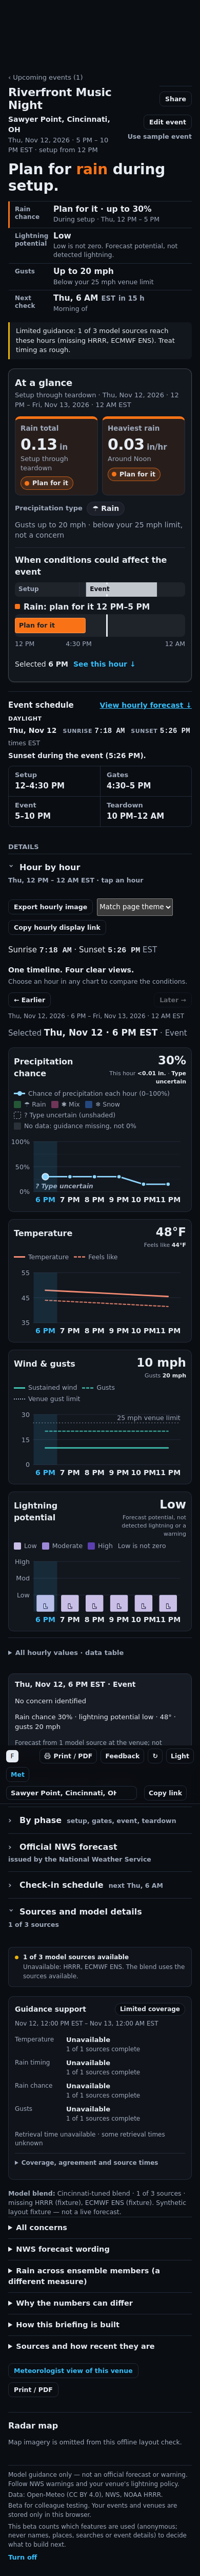 ‹ Upcoming events (1)
Riverfront Music
Night
Share
Sawyer Point, Cincinnati,
OH
Edit event
Thu, Nov 12, 2026 · 5 PM – 10
PM EST · setup from 12 PM
Use sample event
Plan for rain during
setup.
Rain
chance
Plan for it · up to 30%
During setup · Thu, 12 PM – 5 PM
Lightning
potential
Low
Low is not zero. Forecast potential, not
detected lightning.
Gusts
Up to 20 mph
Below your 25 mph venue limit
Next
check
Thu, 6 AM EST in 15 h
Morning of
Limited guidance: 1 of 3 model sources reach
these hours (missing HRRR, ECMWF ENS). Treat
timing as rough.
At a glance
Setup through teardown · Thu, Nov 12, 2026 · 12
PM – Fri, Nov 13, 2026 · 12 AM EST
Rain total
0.13 in
Setup through
teardown
Plan for it
Heaviest rain
0.03 in/hr
Around Noon
Plan for it
Precipitation type
☂ Rain
Gusts up to 20 mph · below your 25 mph limit,
not a concern
When conditions could affect the
event
Setup
Event
Rain: plan for it 12 PM–5 PM
Plan for it
12 PM
4:30 PM
12 AM
Selected 6 PM See this hour ↓
Event schedule
View hourly forecast ↓
DAYLIGHT
Thu, Nov 12 SUNRISE 7:18 AM SUNSET 5:26 PM
times EST
Sunset during the event (5:26 PM).
Setup
12–4:30 PM
Gates
4:30–5 PM
Event
5–10 PM
Teardown
10 PM–12 AM
DETAILS
Hour by hour
Thu, 12 PM – 12 AM EST · tap an hour
Export hourly image
Match page theme
Copy hourly display link
Sunrise 7:18 AM · Sunset 5:26 PM EST
One timeline. Four clear views.
Choose an hour in any chart to compare the conditions.
← Earlier
Later →
Thu, Nov 12, 2026 · 6 PM – Fri, Nov 13, 2026 · 12 AM EST
Selected Thu, Nov 12 · 6 PM EST · Event
Precipitation
chance
30%
This hour <0.01 in. · Type
uncertain
Chance of precipitation each hour (0–100%)
☂ Rain
✱ Mix
❄ Snow
? Type uncertain (unshaded)
No data: guidance missing, not 0%
100%
50%
0%
? Type uncertain
6 PM 7 PM 8 PM 9 PM 10 PM 11 PM
Temperature
48°F
Feels like 44°F
Temperature
Feels like
55
45
35
6 PM 7 PM 8 PM 9 PM 10 PM 11 PM
Wind & gusts
10 mph
Gusts 20 mph
Sustained wind
Gusts
Venue gust limit
30
25 mph venue limit
15
0
6 PM 7 PM 8 PM 9 PM 10 PM 11 PM
Lightning
potential
Low
Forecast potential, not
detected lightning or a
warning
Low
Moderate
High
Low is not zero
High
Mod
Low
L L L L L L
6 PM 7 PM 8 PM 9 PM 10 PM 11 PM
All hourly values · data table
Thu, Nov 12, 6 PM EST · Event
No concern identified
Rain chance 30% · lightning potential low · 48° ·
gusts 20 mph
Forecast from 1 model source at the venue; not
F
Print / PDF
Feedback
↻
Light
Met
Sawyer Point, Cincinnati, OH
Copy link
By phase setup, gates, event, teardown
Official NWS forecast
issued by the National Weather Service
Check-in schedule next Thu, 6 AM
Sources and model details
1 of 3 sources
1 of 3 model sources available
Unavailable: HRRR, ECMWF ENS. The blend uses the
sources available.
Guidance support
Limited coverage
Nov 12, 12:00 PM EST – Nov 13, 12:00 AM EST
Temperature
Unavailable
1 of 1 sources complete
Rain timing
Unavailable
1 of 1 sources complete
Rain chance
Unavailable
1 of 1 sources complete
Gusts
Unavailable
1 of 1 sources complete
Retrieval time unavailable · some retrieval times
unknown
Coverage, agreement and source times
Model blend: Cincinnati-tuned blend · 1 of 3 sources ·
missing HRRR (fixture), ECMWF ENS (fixture). Synthetic
layout fixture — not a live forecast.
All concerns
NWS forecast wording
Rain across ensemble members (a
different measure)
Why the numbers can differ
How this briefing is built
Sources and how recent they are
Meteorologist view of this venue
Print / PDF
Radar map
Map imagery is omitted from this offline layout check.
Model guidance only — not an official forecast or warning.
Follow NWS warnings and your venue's lightning policy.
Data: Open-Meteo (CC BY 4.0), NWS, NOAA HRRR.
Beta for colleague testing. Your events and venues are
stored only in this browser.
This beta counts which features are used (anonymous;
never names, places, searches or event details) to decide
what to build next.
Turn off